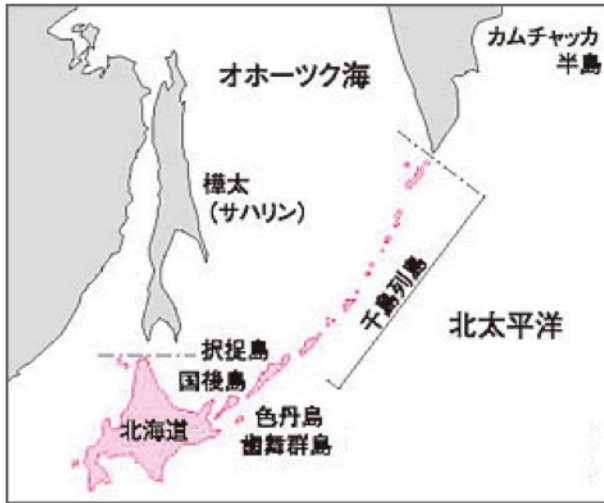 カムチャッカ
半島
オホーツク海
樺太
(サハリン)
千島列島
北太平洋
択捉島
国後島
色丹島
歯舞群島
北海道